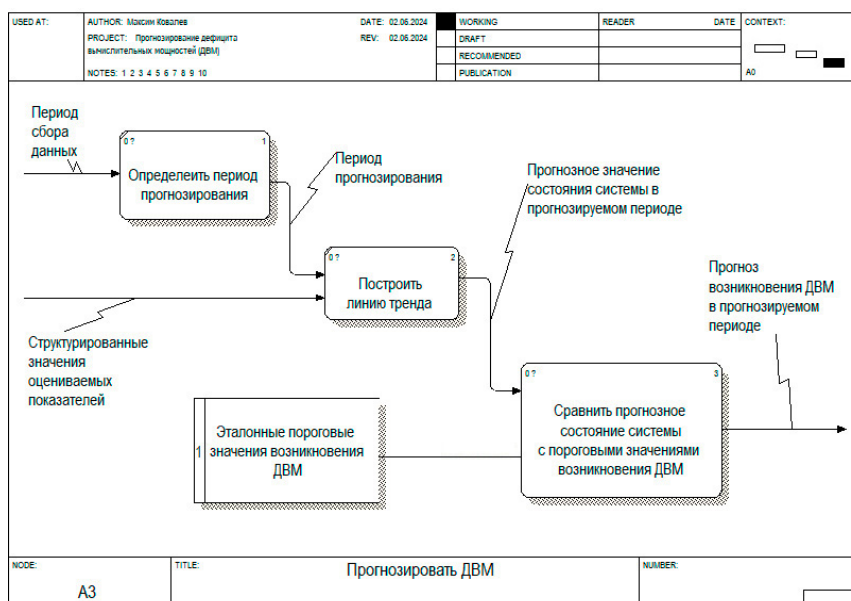 USED AT:
AUTHOR: Максим Ковалев
DATE: 02.06.2024
PROJECT: Прогнозирование дефицита
вычислительных мощностей (ДВМ)
REV: 02.06.2024
NOTES: 1 2 3 4 5 6 7 8 9 10
WORKING
DRAFT
RECOMMENDED
PUBLICATION
READER
DATE
CONTEXT:
A0
Период
сбора
данных
0?
1
Определеить период
прогнозирования
Период
прогнозирования
Прогнозное значение
состояния системы в
прогнозируемом периоде
0?
2
Построить
линию тренда
Прогноз
возникновения ДВМ
в прогнозируемом
периоде
Структурированные
значения
оцениваемых
показателей
1
Эталонные пороговые
значения возникновения
ДВМ
0?
3
Сравнить прогнозное
состояние системы
с пороговыми значениями
возникновения ДВМ
NODE:
A3
TITLE:
Прогнозировать ДВМ
NUMBER: